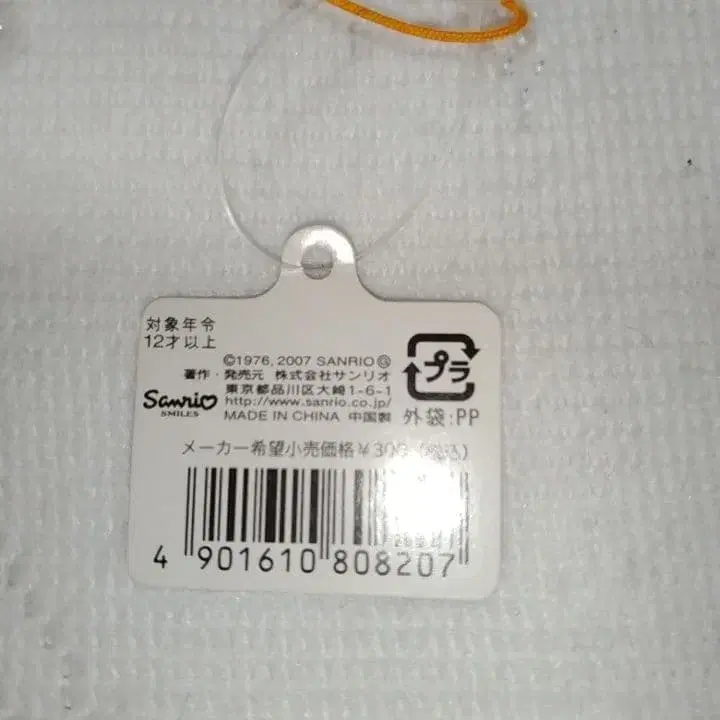 対象年令
12才以上
©1976, 2007 SANRIO Ⓖ
著作・発売元 株式会社サンリオ
東京都品川区大崎1-6-1
http://www.sanrio.co.jp/
MADE IN CHINA 中国製
Sanrio
SMILES
プラ
外袋:PP
メーカー希望小売価格¥300
4 901610 808207